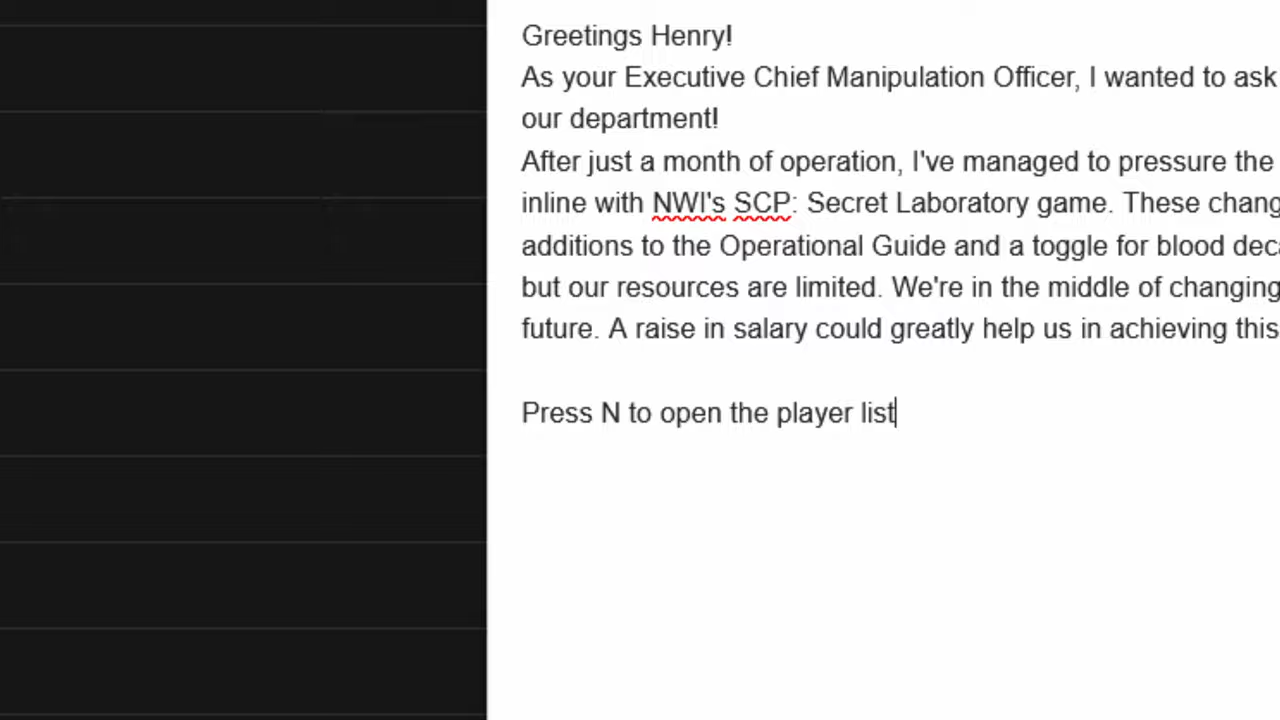 Greetings Henry!
As your Executive Chief Manipulation Officer, I wanted to ask
our department!
After just a month of operation, I've managed to pressure the
inline with NWI's SCP: Secret Laboratory game. These chang
additions to the Operational Guide and a toggle for blood deca
but our resources are limited. We're in the middle of changing
future. A raise in salary could greatly help us in achieving this
Press N to open the player list